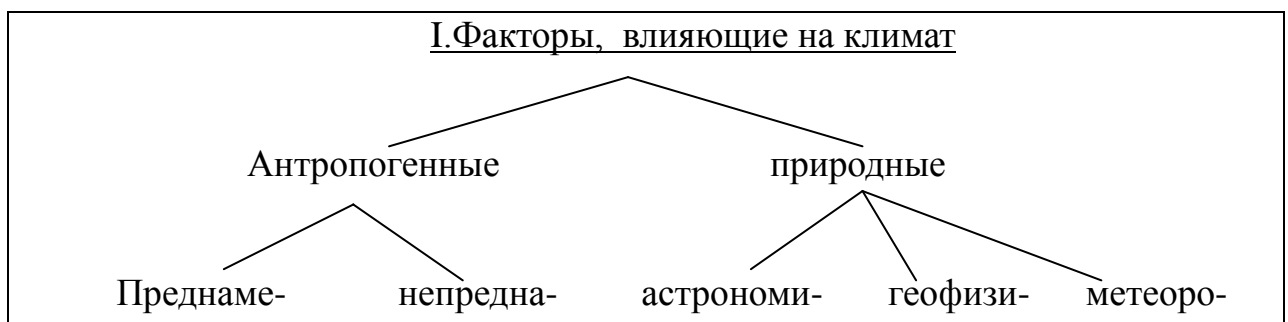 I.Факторы, влияющие на климат
Антропогенные природные
Преднаме- непредна- астрономи- геофизи- метеоро-